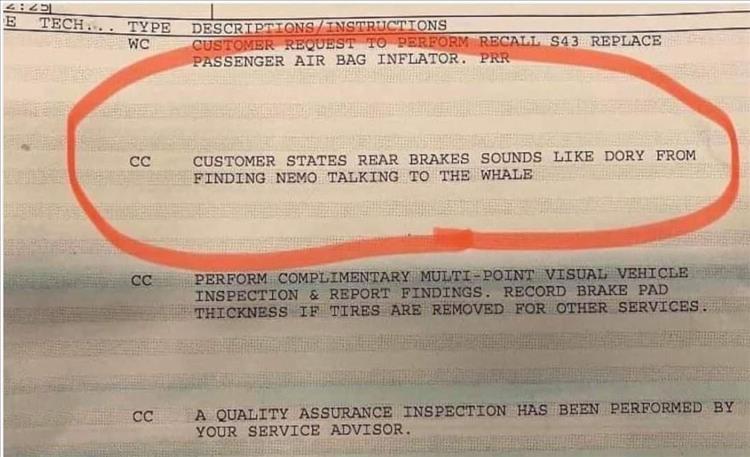 2:25
E TECH... TYPE DESCRIPTIONS/INSTRUCTIONS
WC CUSTOMER REQUEST TO PERFORM RECALL S43 REPLACE
PASSENGER AIR BAG INFLATOR. PRR
CC CUSTOMER STATES REAR BRAKES SOUNDS LIKE DORY FROM
FINDING NEMO TALKING TO THE WHALE
CC PERFORM COMPLIMENTARY MULTI-POINT VISUAL VEHICLE
INSPECTION & REPORT FINDINGS. RECORD BRAKE PAD
THICKNESS IF TIRES ARE REMOVED FOR OTHER SERVICES.
CC A QUALITY ASSURANCE INSPECTION HAS BEEN PERFORMED BY
YOUR SERVICE ADVISOR.